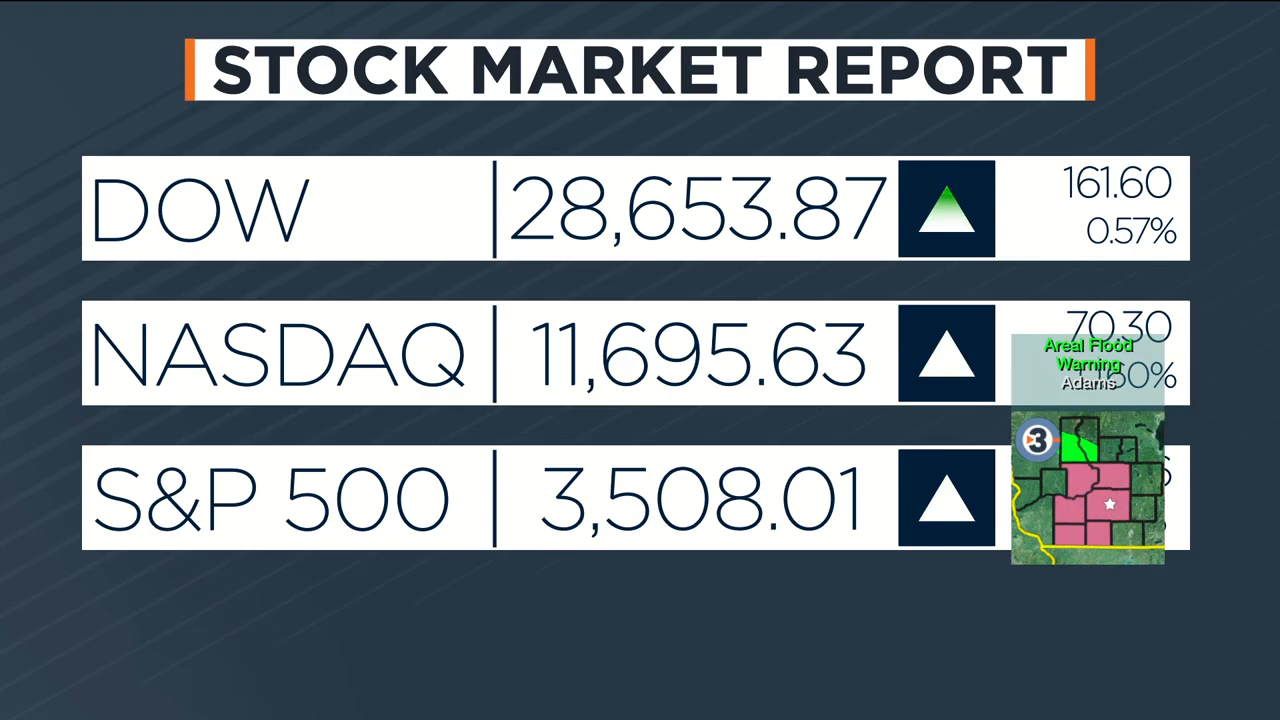 STOCK MARKET REPORT
DOW 28,653.87 161.60
0.57%
NASDAQ 11,695.63 70.30
Areal Flood
Warning
Adams
3
S&P 500 3,508.01